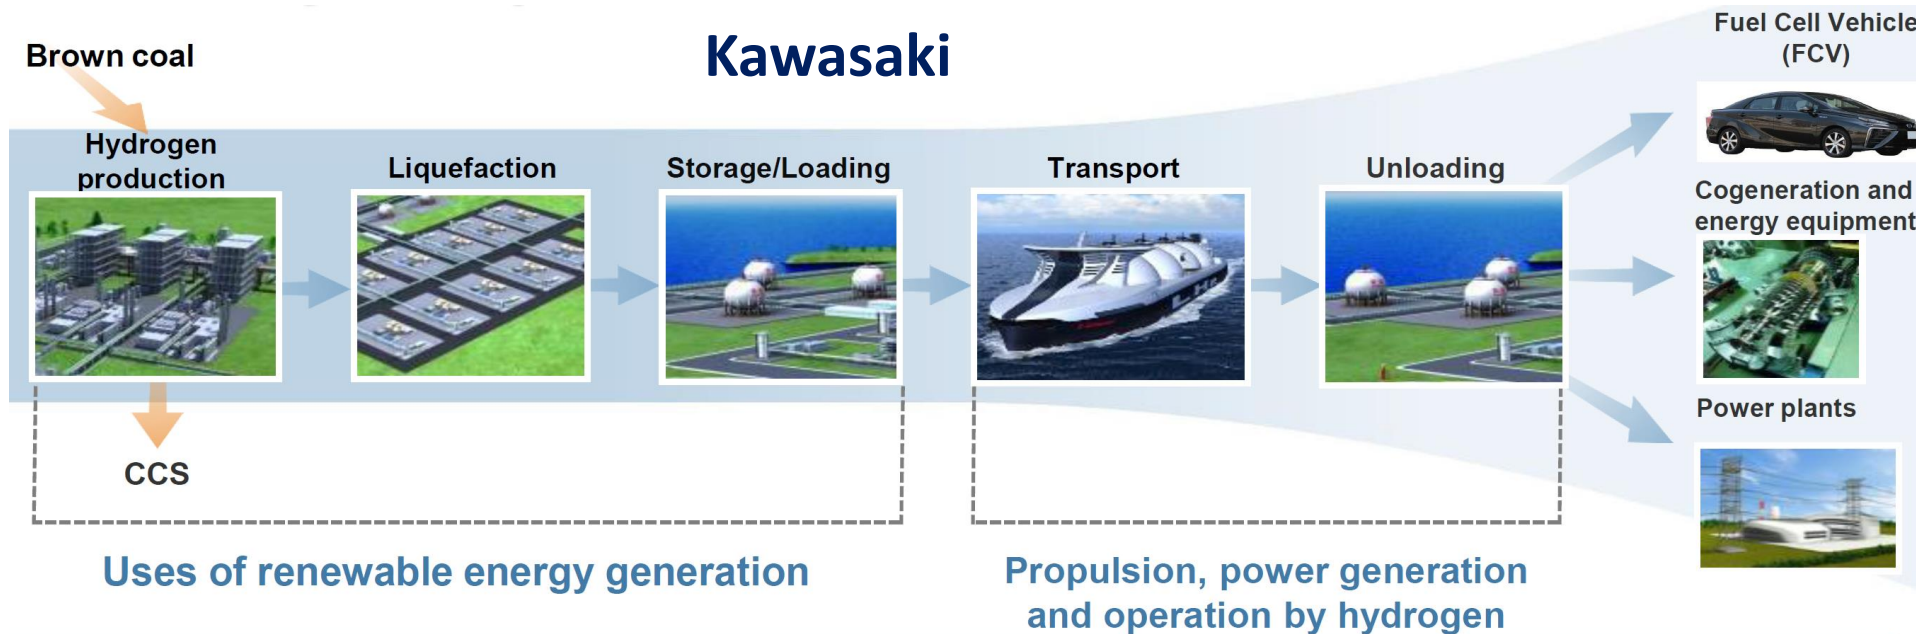 Kawasaki
Brown coal
Hydrogen
production
Liquefaction
Storage/Loading
Transport
Unloading
Fuel Cell Vehicle
(FCV)
Cogeneration and
energy equipment
Power plants
CCS
Uses of renewable energy generation
Propulsion, power generation
and operation by hydrogen